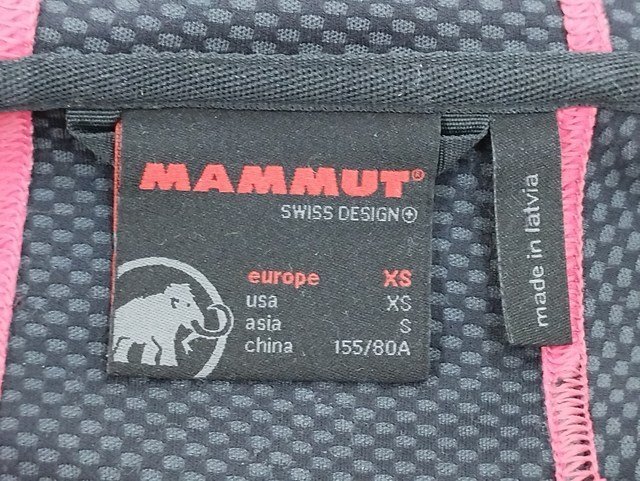 MAMMUT®
SWISS DESIGN
europe XS
usa XS
asia S
china 155/80A
made in latvia